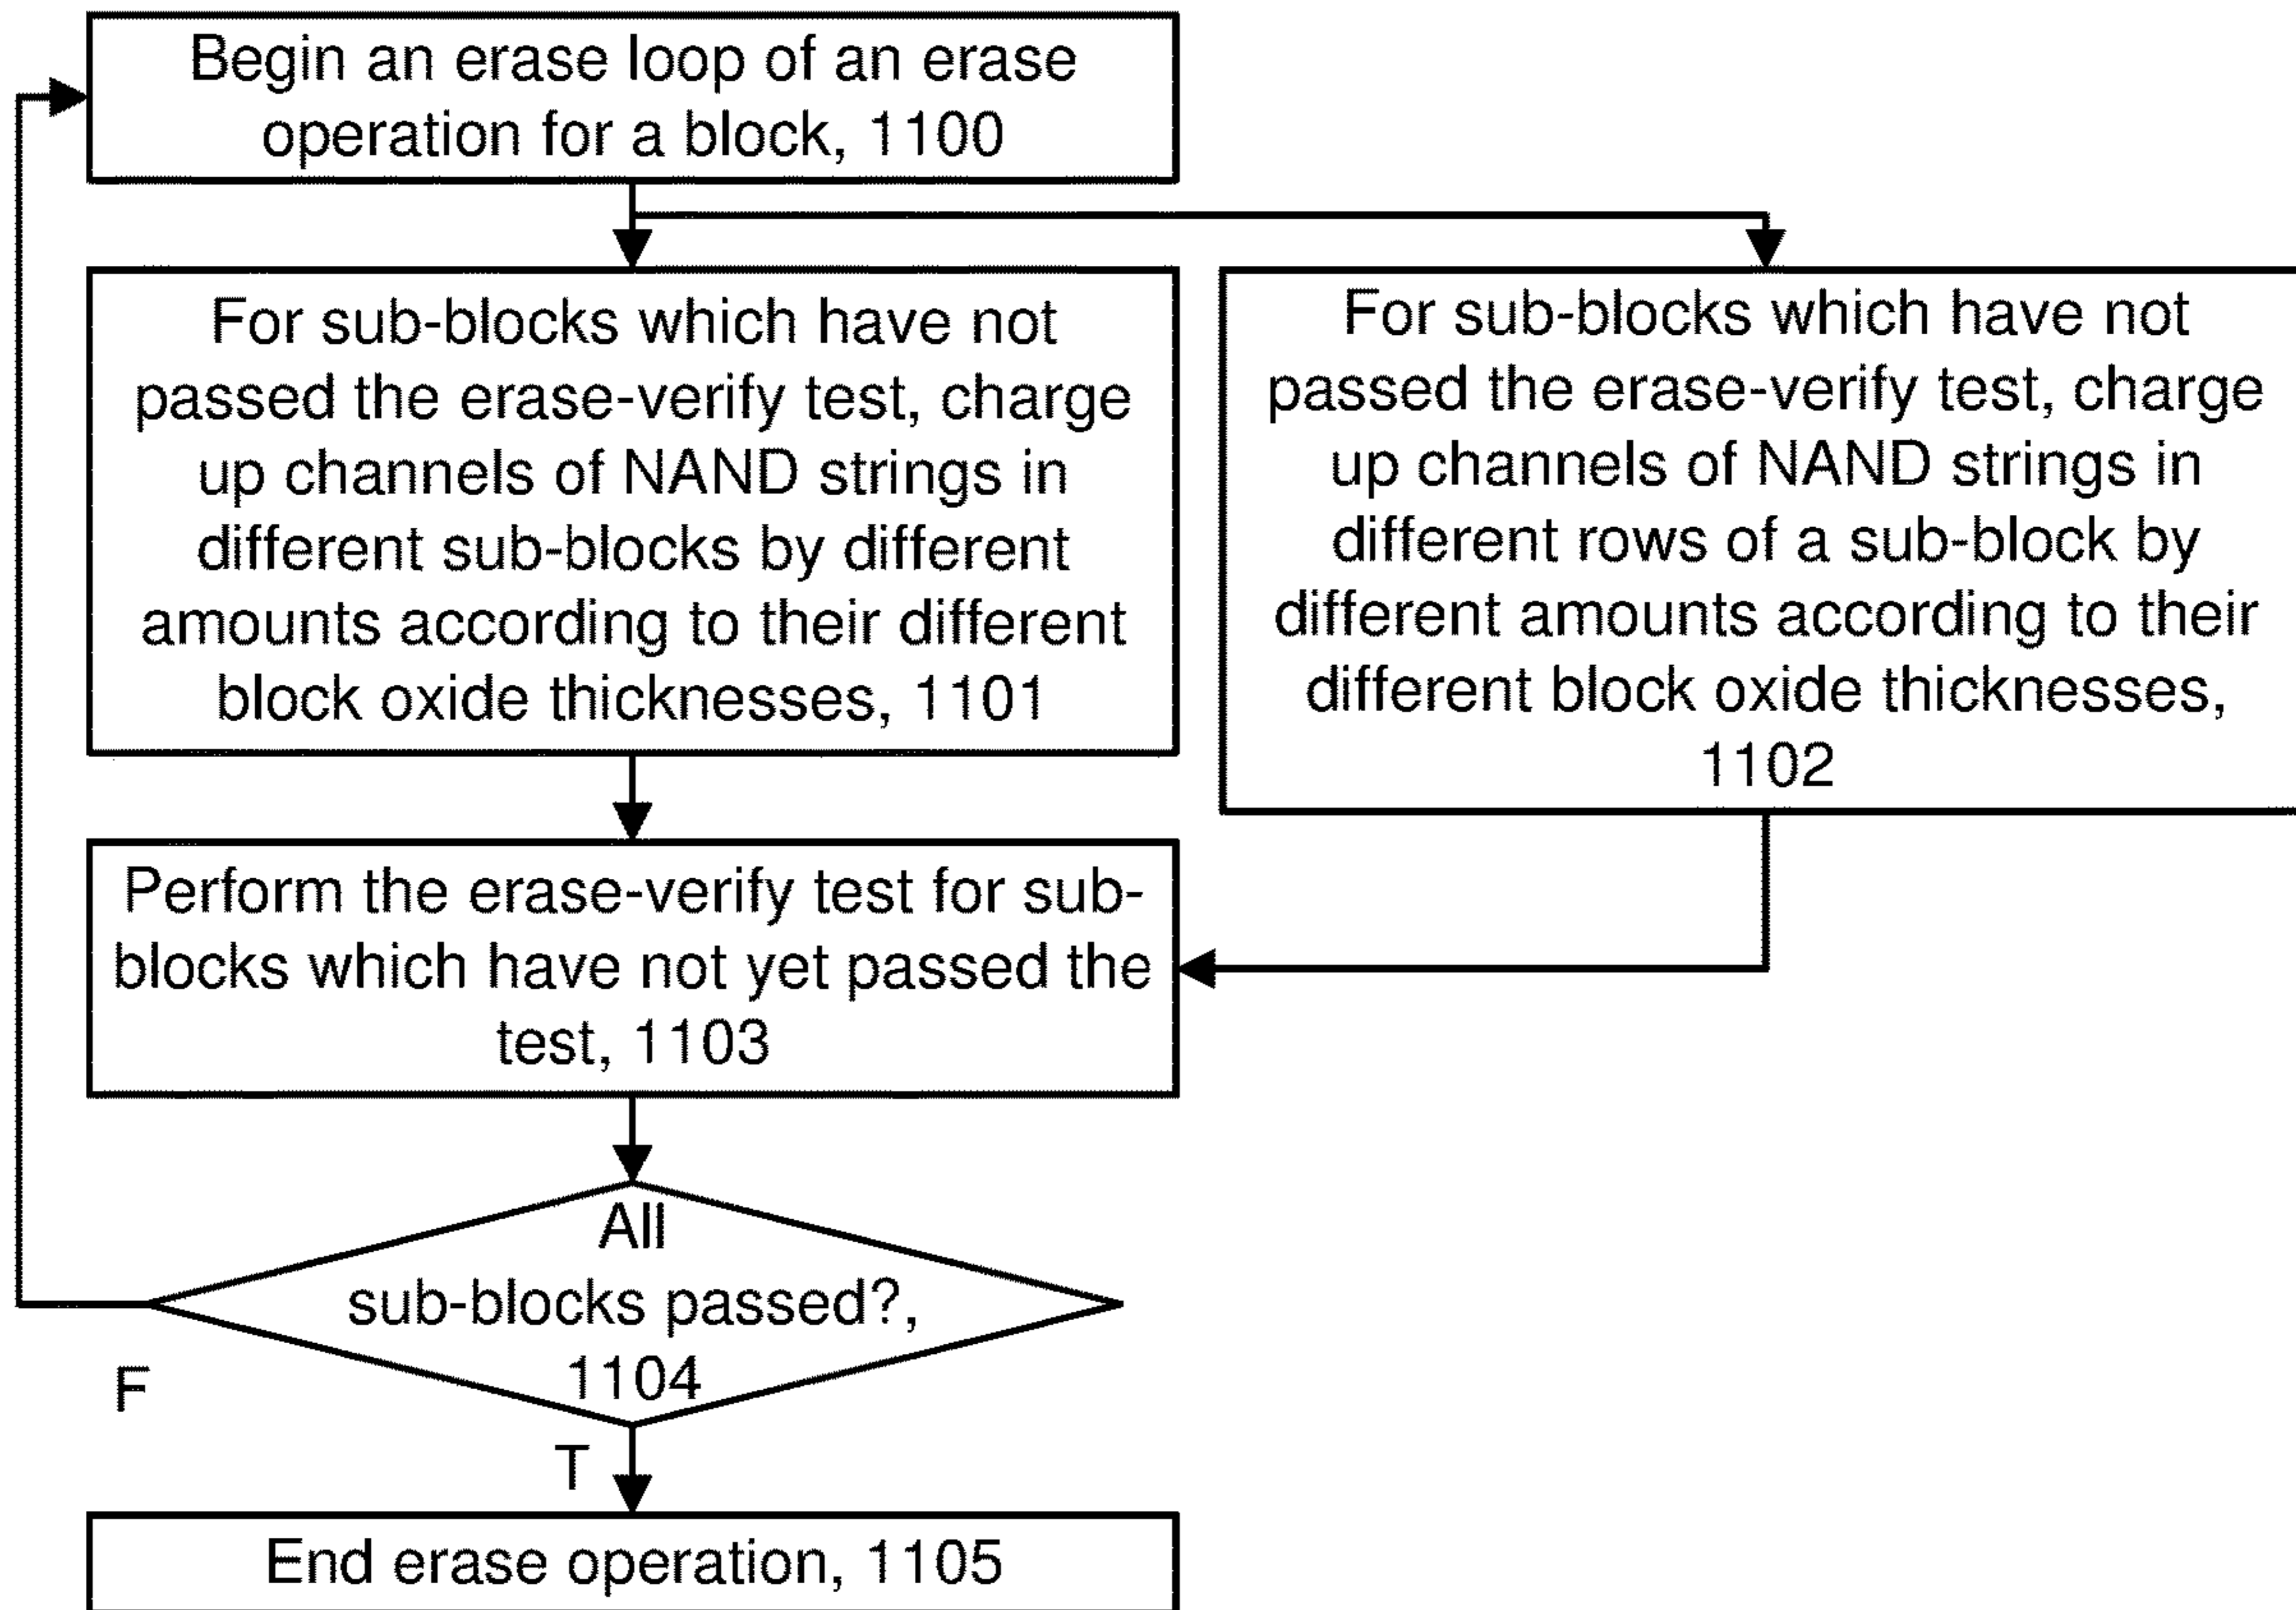 Begin an erase loop of an erase
operation for a block, 1100
For sub-blocks which have not
passed the erase-verify test, charge
up channels of NAND strings in
different sub-blocks by different
amounts according to their different
block oxide thicknesses, 1101
For sub-blocks which have not
passed the erase-verify test, charge
up channels of NAND strings in
different rows of a sub-block by
different amounts according to their
different block oxide thicknesses,
1102
Perform the erase-verify test for sub-
blocks which have not yet passed the
test, 1103
All
sub-blocks passed?,
1104
F
T
End erase operation, 1105